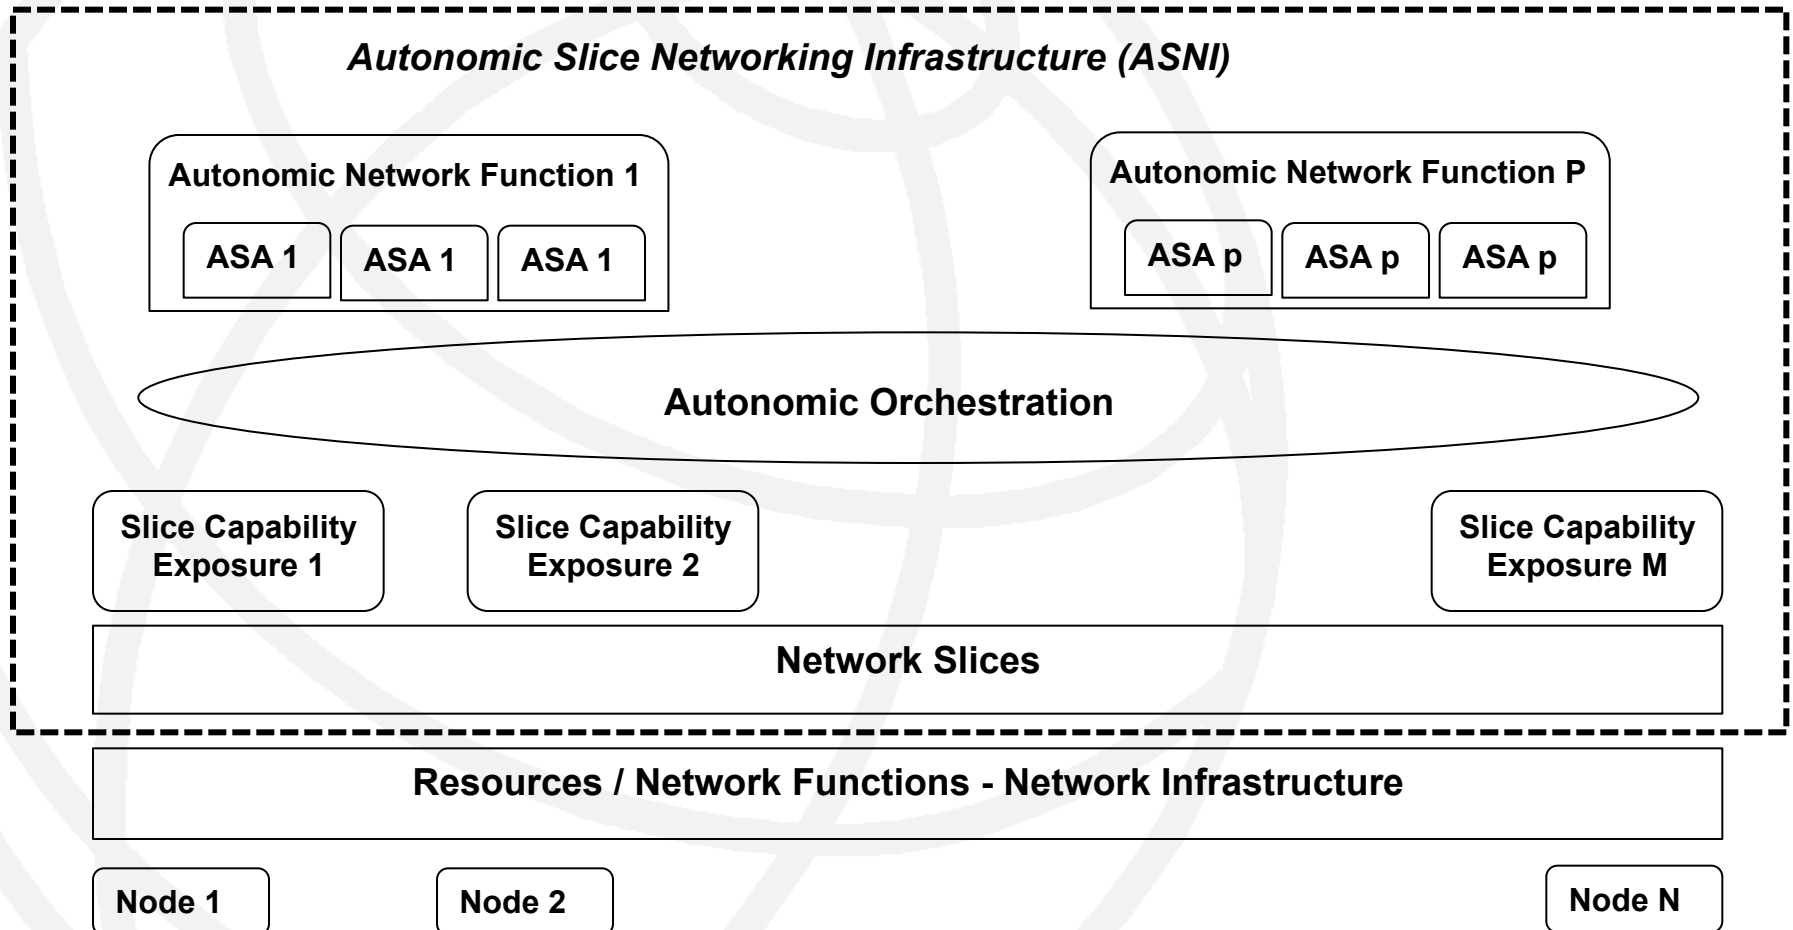 Autonomic Slice Networking Infrastructure (ASNI)
Autonomic Network Function 1
Autonomic Network Function P
ASA 1 ASA 1 ASA 1
ASA p ASA p ASA p
Autonomic Orchestration
Slice Capability
Exposure 1
Slice Capability
Exposure 2
Slice Capability
Exposure M
Network Slices
Resources / Network Functions - Network Infrastructure
Node 1
Node 2
Node N